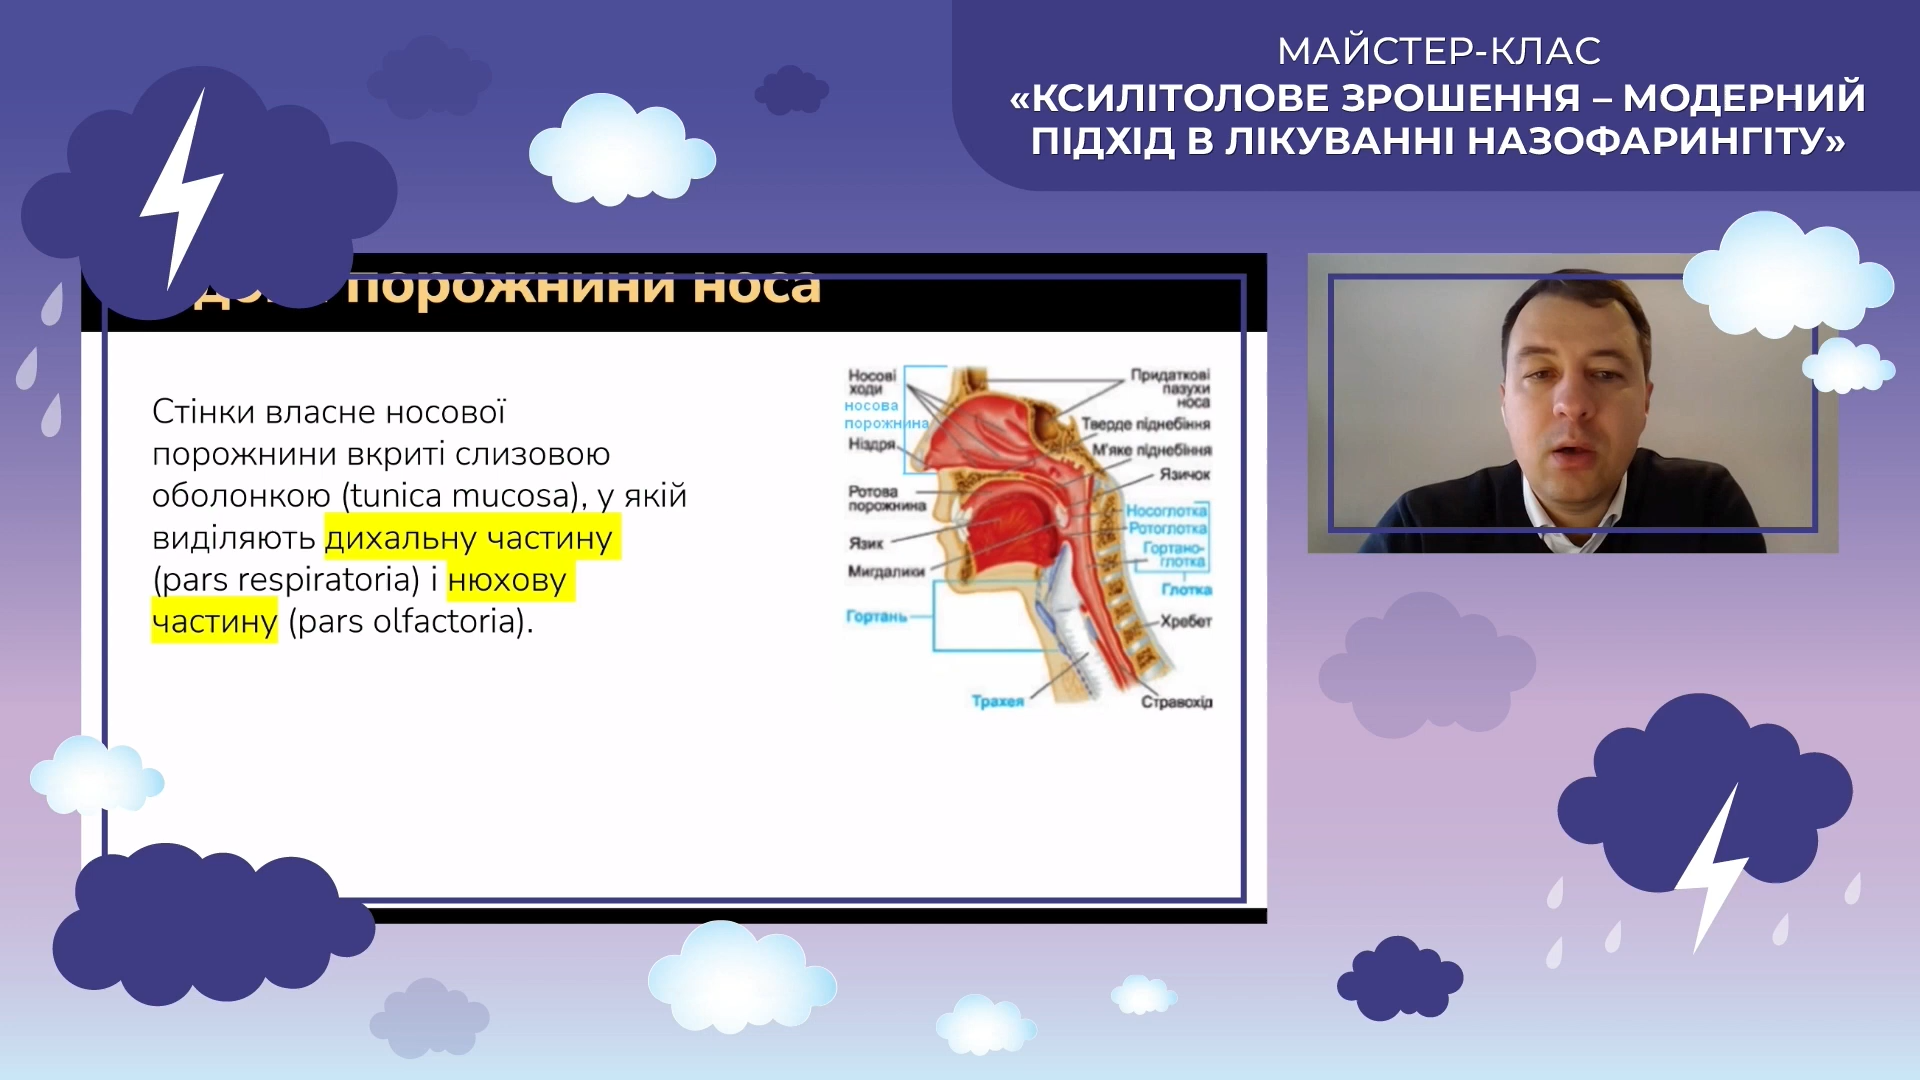 МАЙСТЕР-КЛАС
«КСИЛІТОЛОВЕ ЗРОШЕННЯ – МОДЕРНИЙ
ПІДХІД В ЛІКУВАННІ НАЗОФАРИНГІТУ»
порожнини носа
Стінки власне носової
порожнини вкриті слизовою
оболонкою (tunica mucosa), у якій
виділяють дихальну частину
(pars respiratoria) і нюхову
частину (pars olfactoria).
Носові
ходи
носова
порожнина
Ніздря
Ротова
порожнина
Язик
Мигдалики
Гортань
Трахея
Придаткові
пазухи
носа
Тверде піднебіння
М'яке піднебіння
Язичок
Носоглотка
Ротоглотка
Гортано-
глотка
Глотка
Хребет
Стравохід